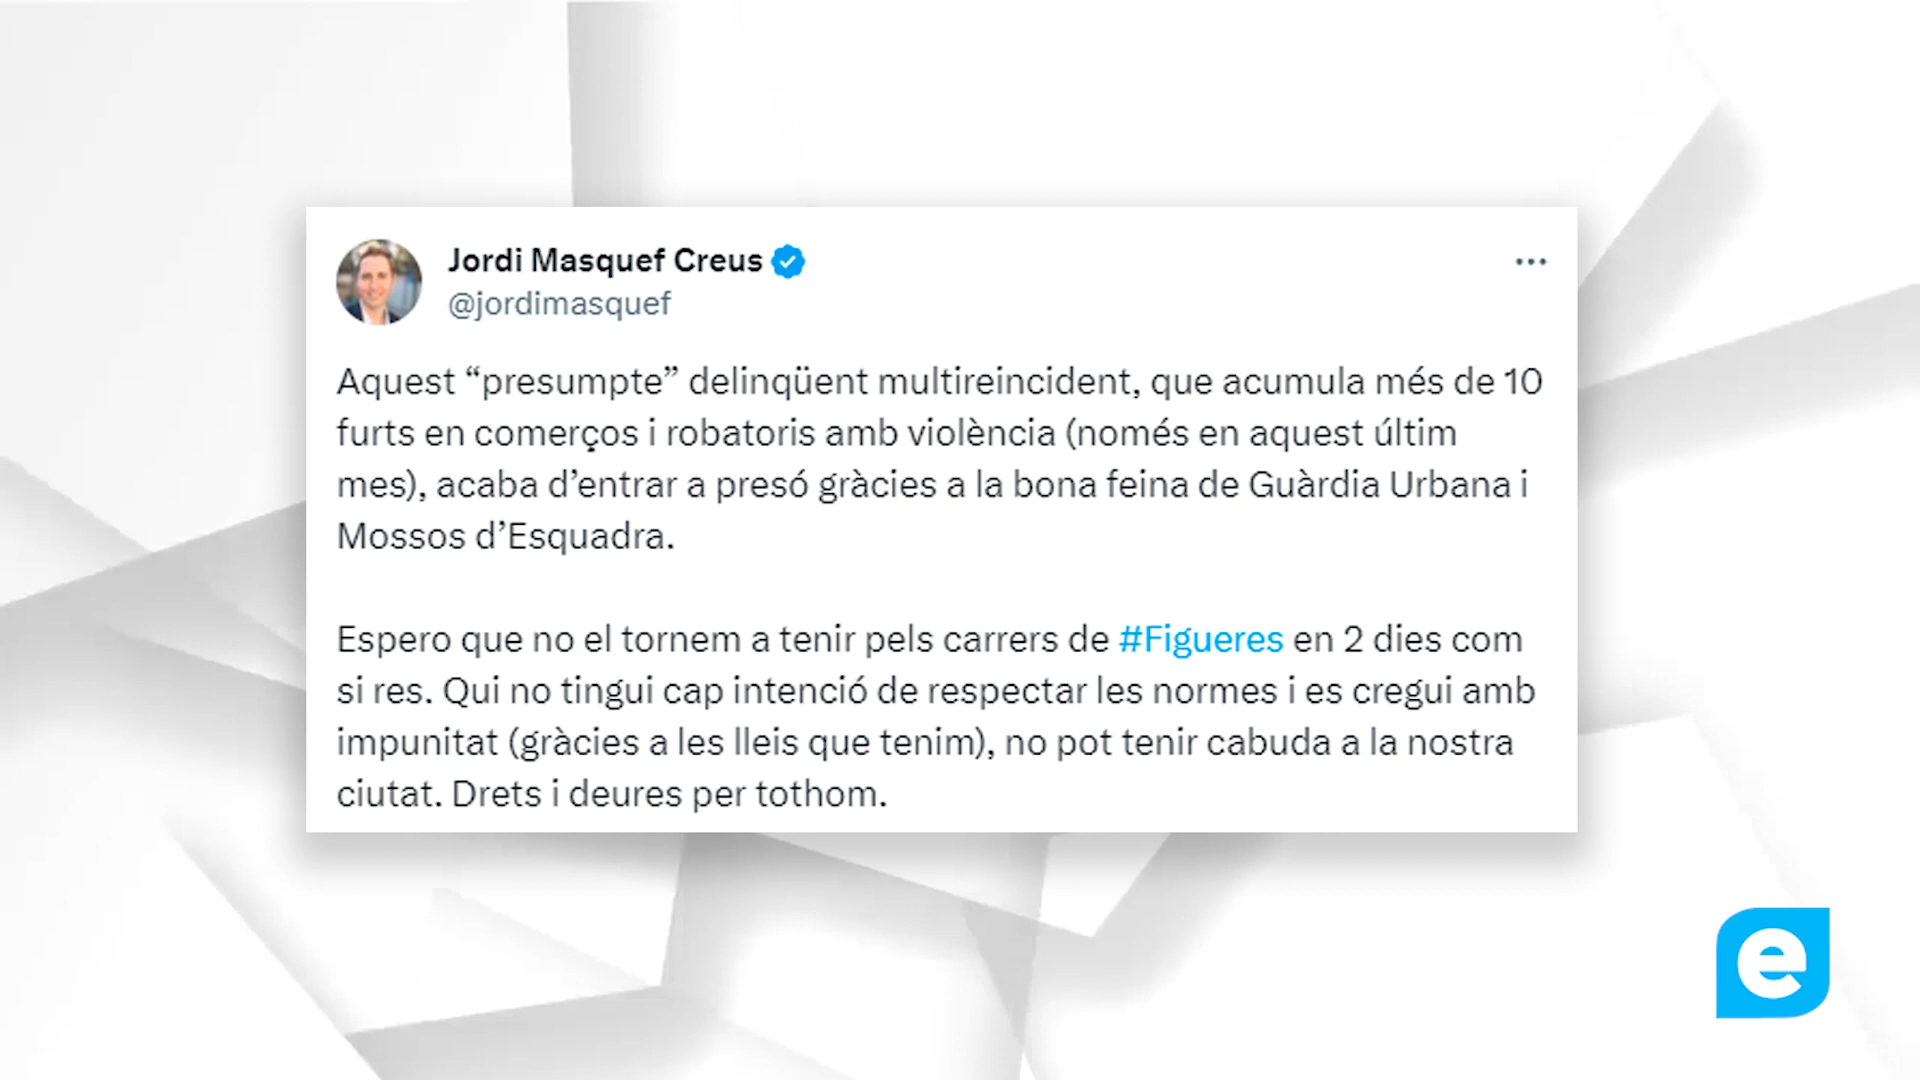 Jordi Masquef Creus
@jordimasquef
Aquest “presumpte” delinqüent multireincident, que acumula més de 10
furts en comerços i robatoris amb violència (només en aquest últim
mes), acaba d’entrar a presó gràcies a la bona feina de Guàrdia Urbana i
Mossos d’Esquadra.
Espero que no el tornem a tenir pels carrers de #Figueres en 2 dies com
si res. Qui no tingui cap intenció de respectar les normes i es cregui amb
impunitat (gràcies a les lleis que tenim), no pot tenir cabuda a la nostra
ciutat. Drets i deures per tothom.
e